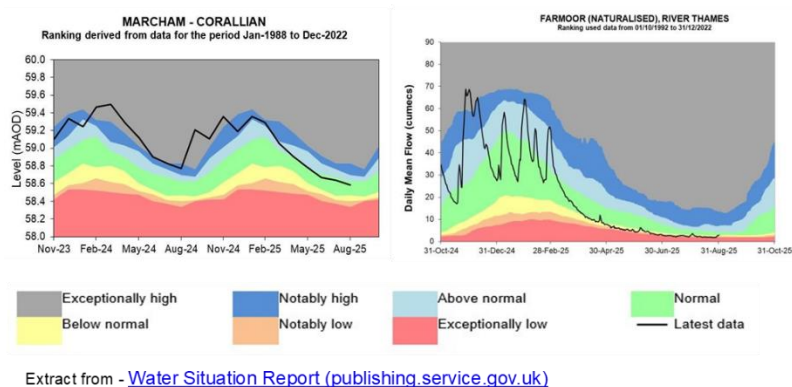 MARCHAM - CORALLIAN
Ranking derived from data for the period Jan-1988 to Dec-2022
Level (mAOD)
60.0
59.8
59.6
59.4
59.2
59.0
58.8
58.6
58.4
58.2
58.0
Nov-23 Feb-24 May-24 Aug-24 Nov-24 Feb-25 May-25 Aug-25
FARMOOR (NATURALISED), RIVER THAMES
Ranking used data from 01/10/1992 to 31/12/2022
Daily Mean Flow (cumecs)
90
80
70
60
50
40
30
20
10
0
31-Oct-24 31-Dec-24 28-Feb-25 30-Apr-25 30-Jun-25 31-Aug-25 31-Oct-25
Exceptionally high Notably high Above normal Normal
Below normal Notably low Exceptionally low Latest data
Extract from - Water Situation Report (publishing.service.gov.uk)